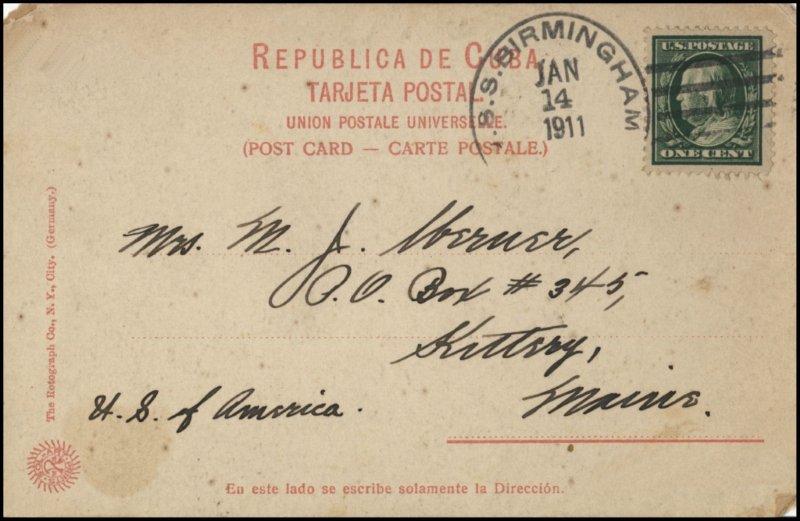 REPUBLICA DE CUBA
TARJETA POSTAL.
UNION POSTALE UNIVERSELLE.
(POST CARD — CARTE POSTALE.)
U.S.S. BIRMINGHAM
JAN
14
1911
U.S. POSTAGE
ONE CENT
Mrs. M. J. Werner,
P.O. Box # 345,
Kittery,
Maine.
U. S. of America.
The Rotograph Co., N. Y., City. (Germany.)
En este lado se escribe solamente la Dirección.